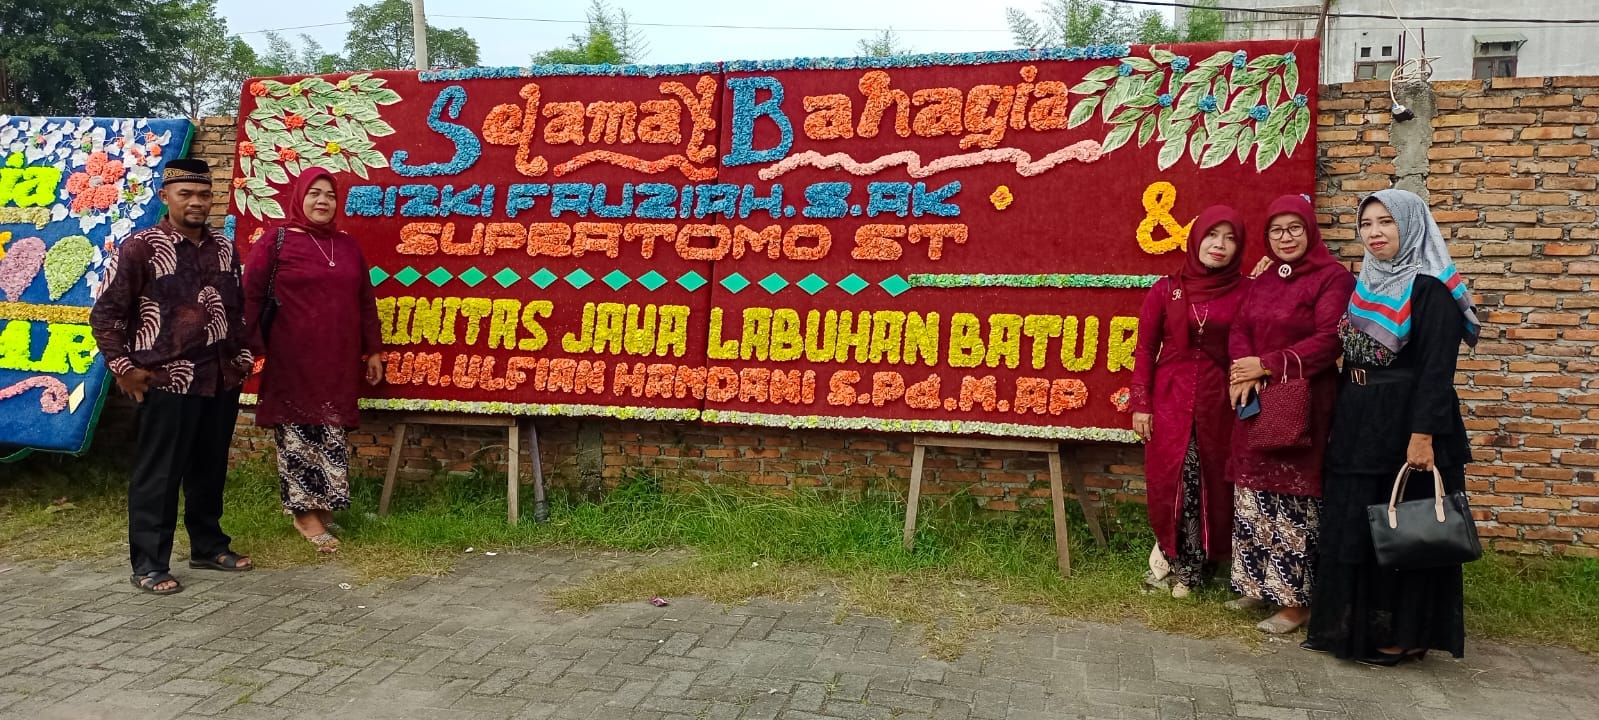 Selamat Bahagia
RIZKI FAUZIAH.S.AK
&
SUPRATOMO ST
LABUHAN BATU
JAWA
ULFIAN HANDANI S.Pd.M.AP